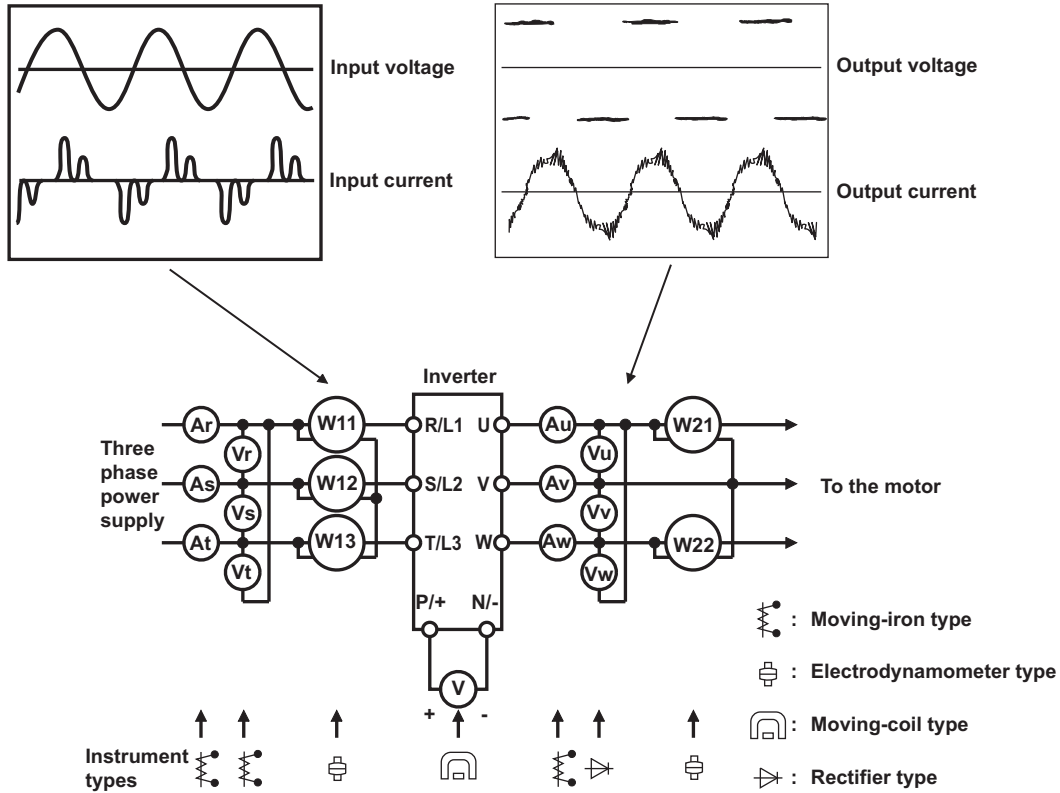 Input voltage
Input current
Output voltage
Output current
Inverter
Ar
W11
R/L1
U
Au
W21
Vr
Vu
Three
phase
power
supply
As
W12
S/L2
V
Av
To the motor
Vs
Vv
At
W13
T/L3
W
Aw
W22
Vt
Vw
P/+
N/-
V
+
-
: Moving-iron type
: Electrodynamometer type
: Moving-coil type
: Rectifier type
Instrument
types